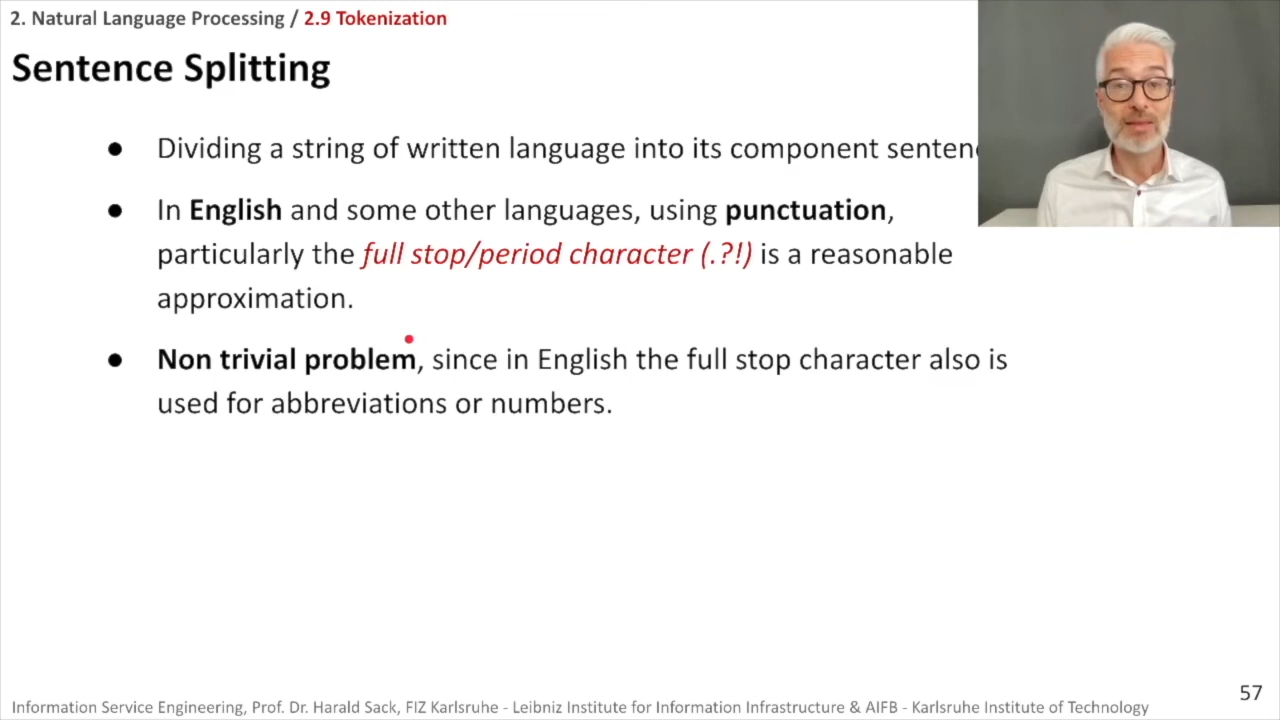 2. Natural Language Processing / 2.9 Tokenization
Sentence Splitting
● Dividing a string of written language into its component
● In English and some other languages, using punctuation,
particularly the full stop/period character (.?!) is a reasonable
approximation.
● Non trivial problem, since in English the full stop character also is
used for abbreviations or numbers.
57
Information Service Engineering, Prof. Dr. Harald Sack, FIZ Karlsruhe - Leibniz Institute for Information Infrastructure & AIFB - Karlsruhe Institute of Technology